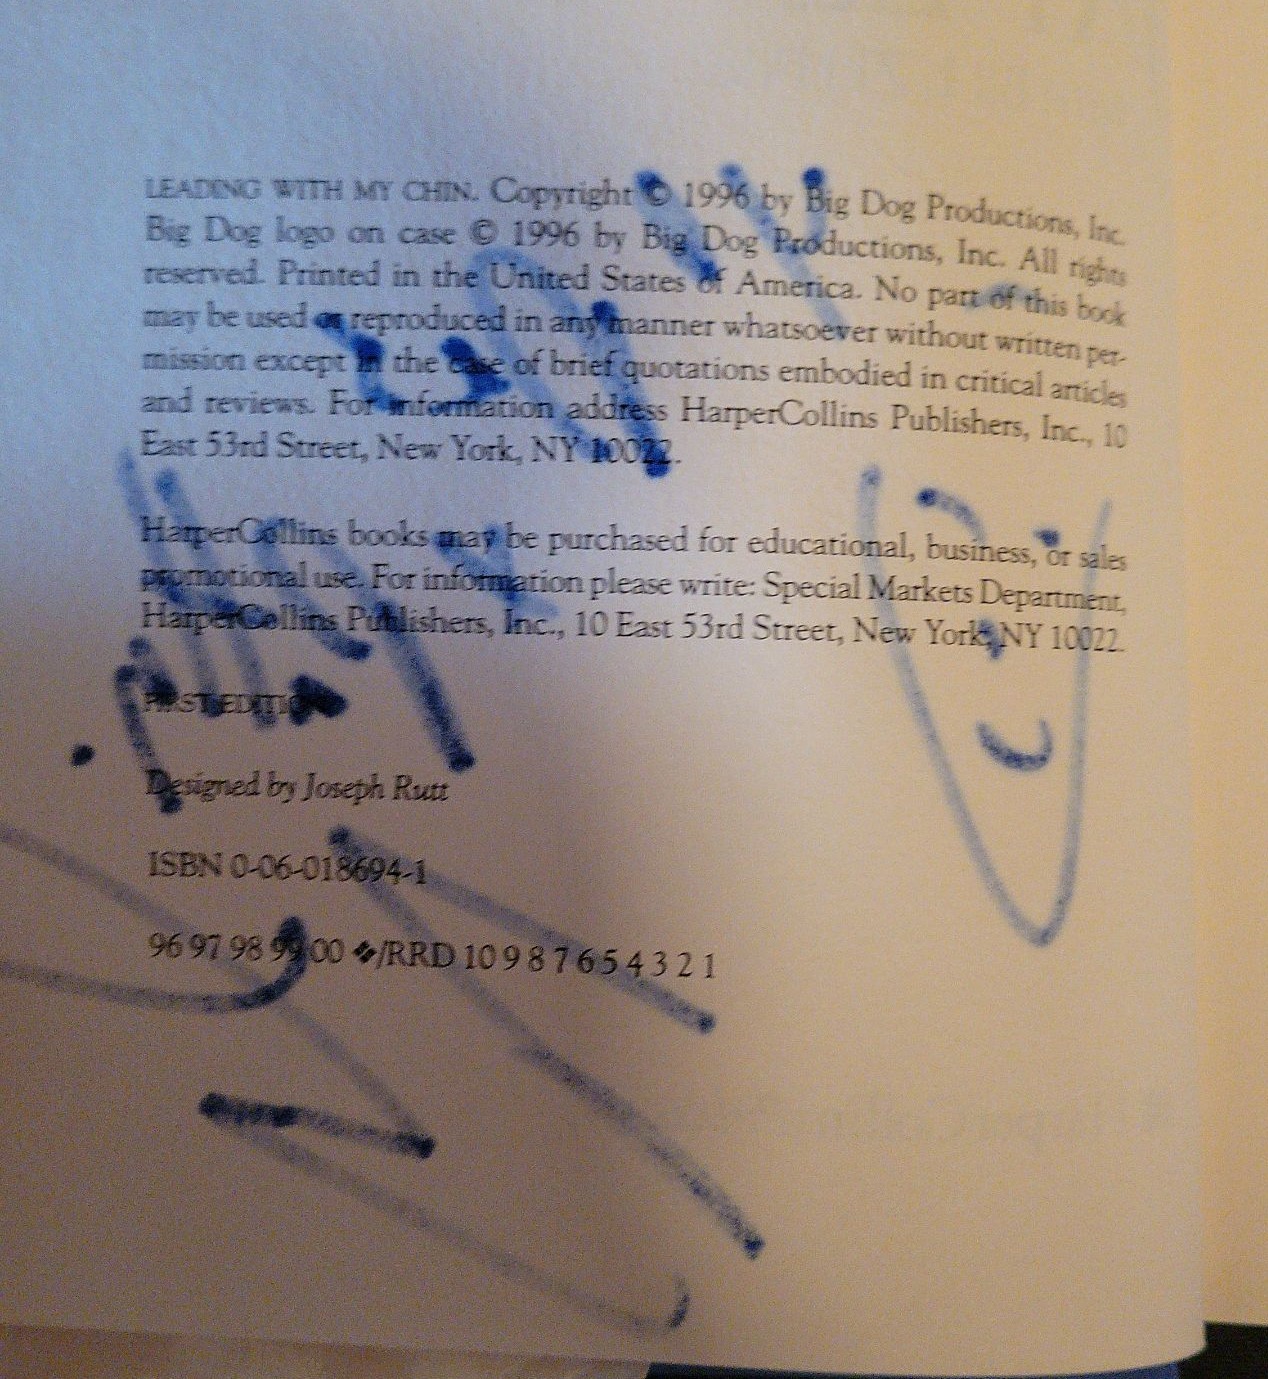 LEADING WITH MY CHIN. Copyright © 1996 by Big Dog Productions, Inc.
Big Dog logo on case © 1996 by Big Dog Productions, Inc. All rights
reserved. Printed in the United States of America. No part of this book
may be used or reproduced in any manner whatsoever without written per-
mission except in the case of brief quotations embodied in critical articles
and reviews. For information address HarperCollins Publishers, Inc., 10
East 53rd Street, New York, NY 10022.
HarperCollins books may be purchased for educational, business, or sales
promotional use. For information please write: Special Markets Department,
HarperCollins Publishers, Inc., 10 East 53rd Street, New York, NY 10022.
FIRST EDITION
Designed by Joseph Rutt
ISBN 0-06-018694-1
96 97 98 99 00 ❖/RRD 10 9 8 7 6 5 4 3 2 1